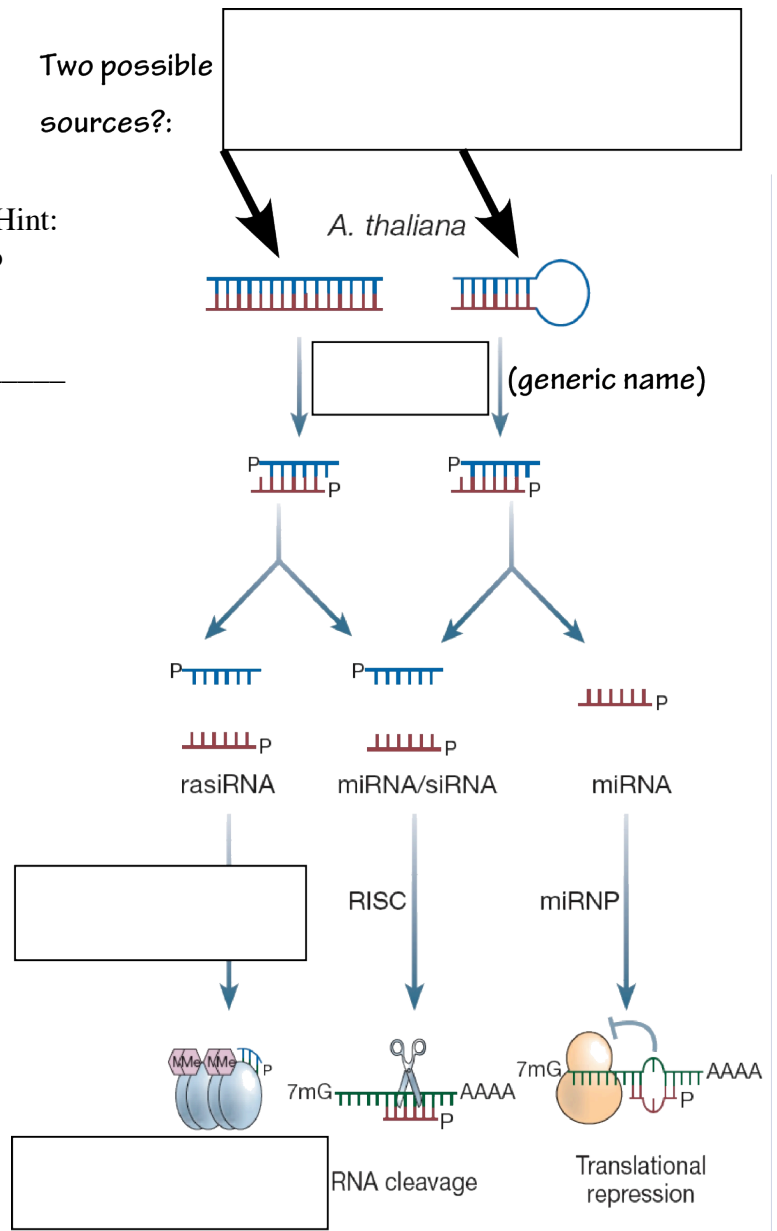 Two possible
sources?:
Hint:
A. thaliana
(generic name)
P
P
P
P
P
P
P
P
P
rasiRNA
miRNA/siRNA
miRNA
RISC
miRNP
MMe
MMe
P
7mG
AAAA
P
7mG
AAAA
P
RNA cleavage
Translational
repression